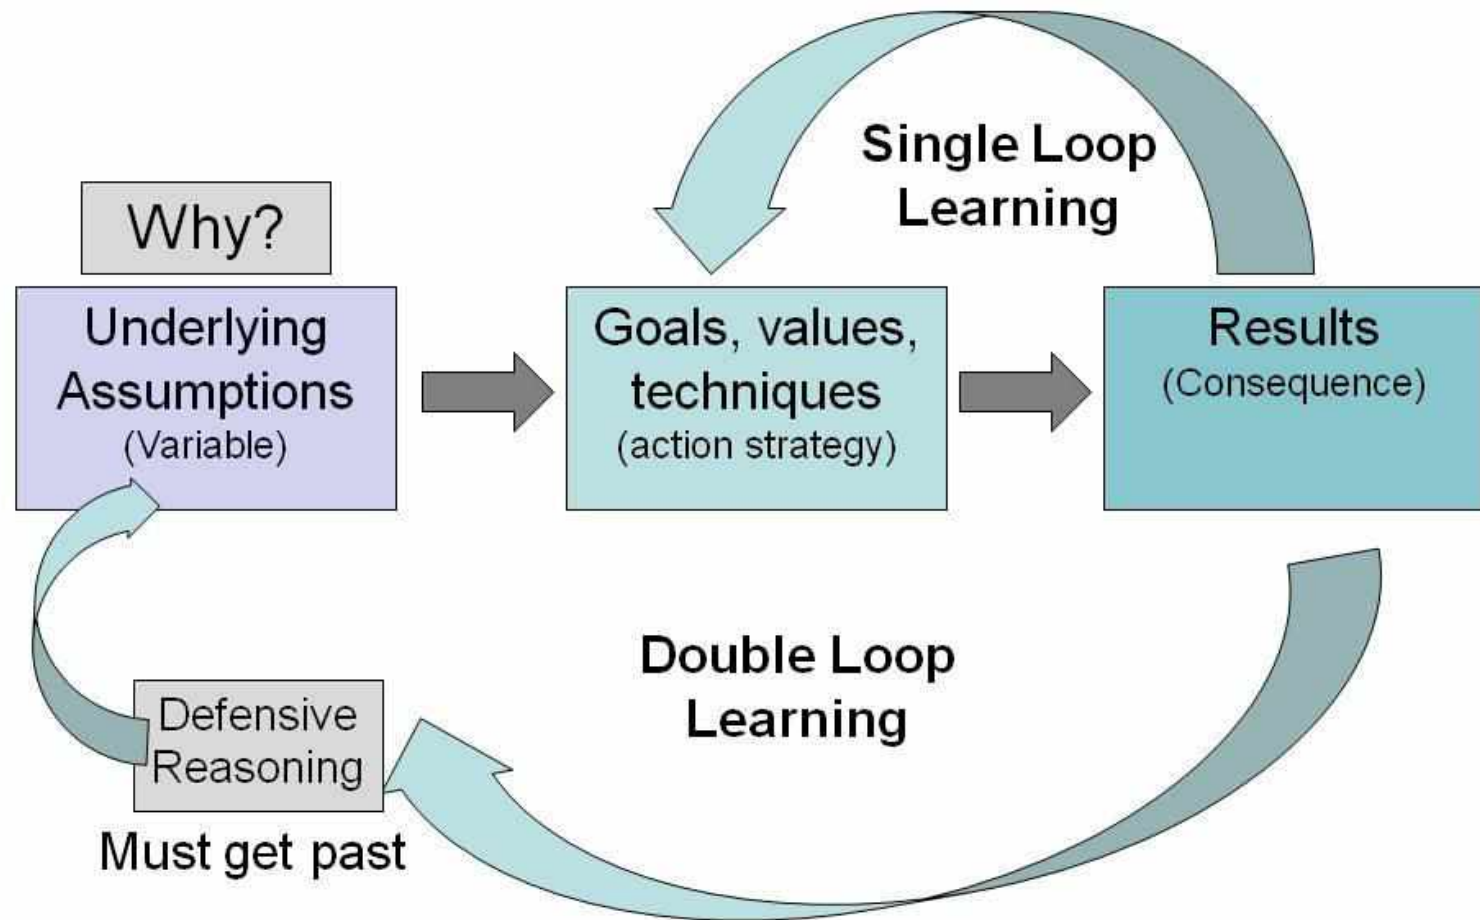 Single Loop
Learning
Why?
Underlying
Assumptions
(Variable)
Goals, values,
techniques
(action strategy)
Results
(Consequence)
Double Loop
Learning
Defensive
Reasoning
Must get past